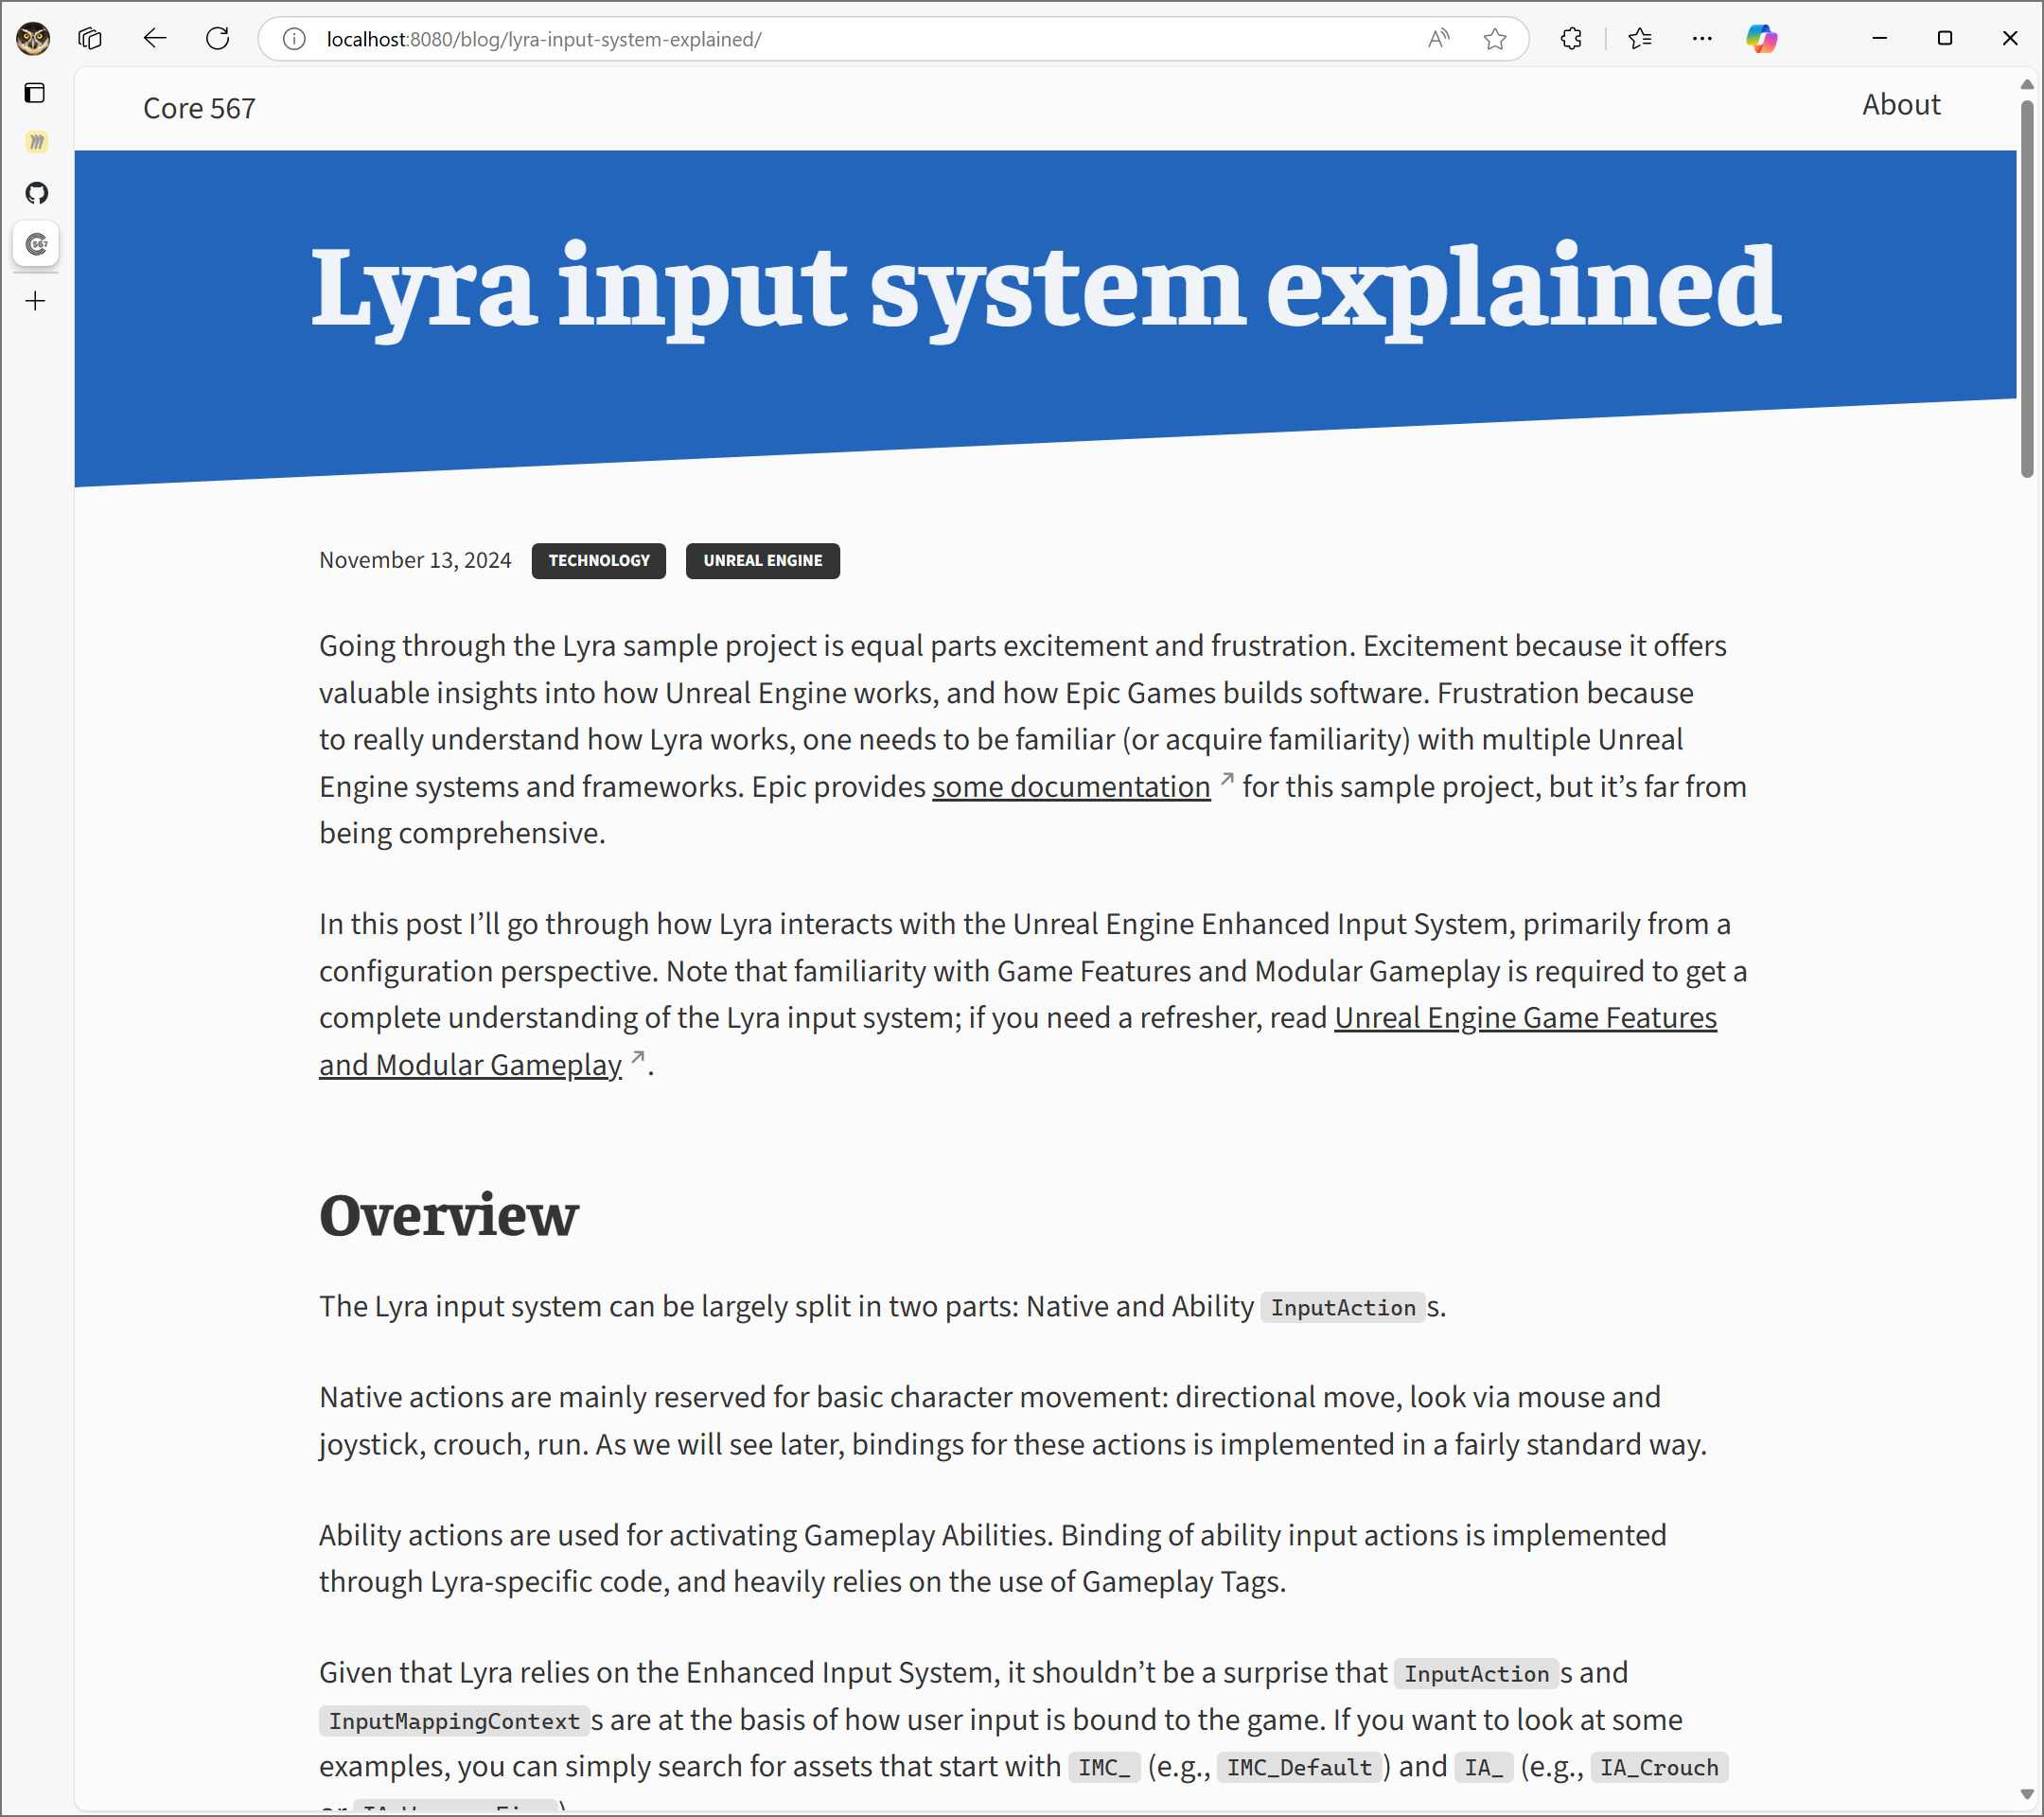 localhost:8080/blog/lyra-input-system-explained/
Core 567
About
Lyra input system explained
November 13, 2024 TECHNOLOGY UNREAL ENGINE
Going through the Lyra sample project is equal parts excitement and frustration. Excitement because it offers
valuable insights into how Unreal Engine works, and how Epic Games builds software. Frustration because
to really understand how Lyra works, one needs to be familiar (or acquire familiarity) with multiple Unreal
Engine systems and frameworks. Epic provides some documentation ↗ for this sample project, but it’s far from
being comprehensive.
In this post I’ll go through how Lyra interacts with the Unreal Engine Enhanced Input System, primarily from a
configuration perspective. Note that familiarity with Game Features and Modular Gameplay is required to get a
complete understanding of the Lyra input system; if you need a refresher, read Unreal Engine Game Features
and Modular Gameplay ↗.
Overview
The Lyra input system can be largely split in two parts: Native and Ability InputActions.
Native actions are mainly reserved for basic character movement: directional move, look via mouse and
joystick, crouch, run. As we will see later, bindings for these actions is implemented in a fairly standard way.
Ability actions are used for activating Gameplay Abilities. Binding of ability input actions is implemented
through Lyra-specific code, and heavily relies on the use of Gameplay Tags.
Given that Lyra relies on the Enhanced Input System, it shouldn’t be a surprise that InputActions and
InputMappingContexts are at the basis of how user input is bound to the game. If you want to look at some
examples, you can simply search for assets that start with IMC_ (e.g., IMC_Default) and IA_ (e.g., IA_Crouch
or